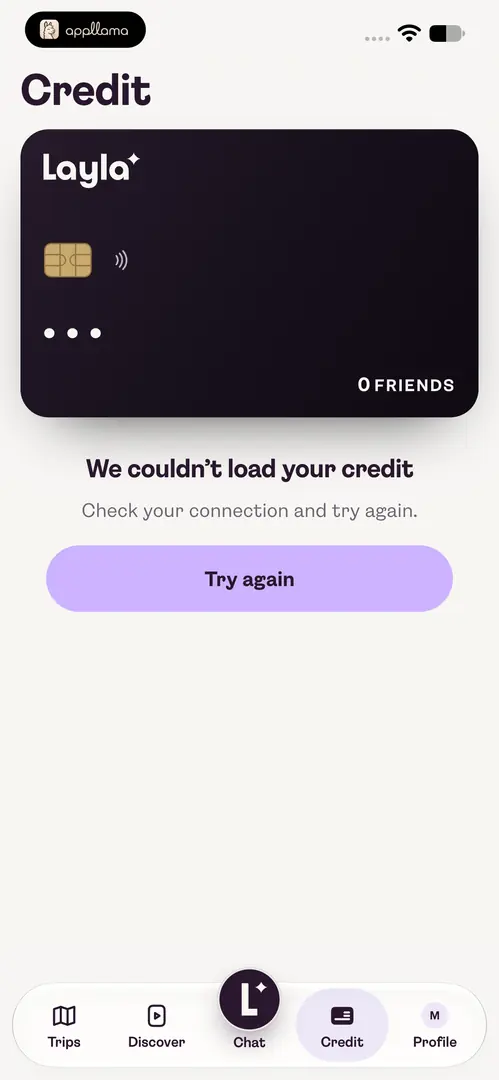 appllama
Credit
Layla
0 FRIENDS
We couldn’t load your credit
Check your connection and try again.
Try again
L
Trips
Discover
Chat
Credit
M
Profile